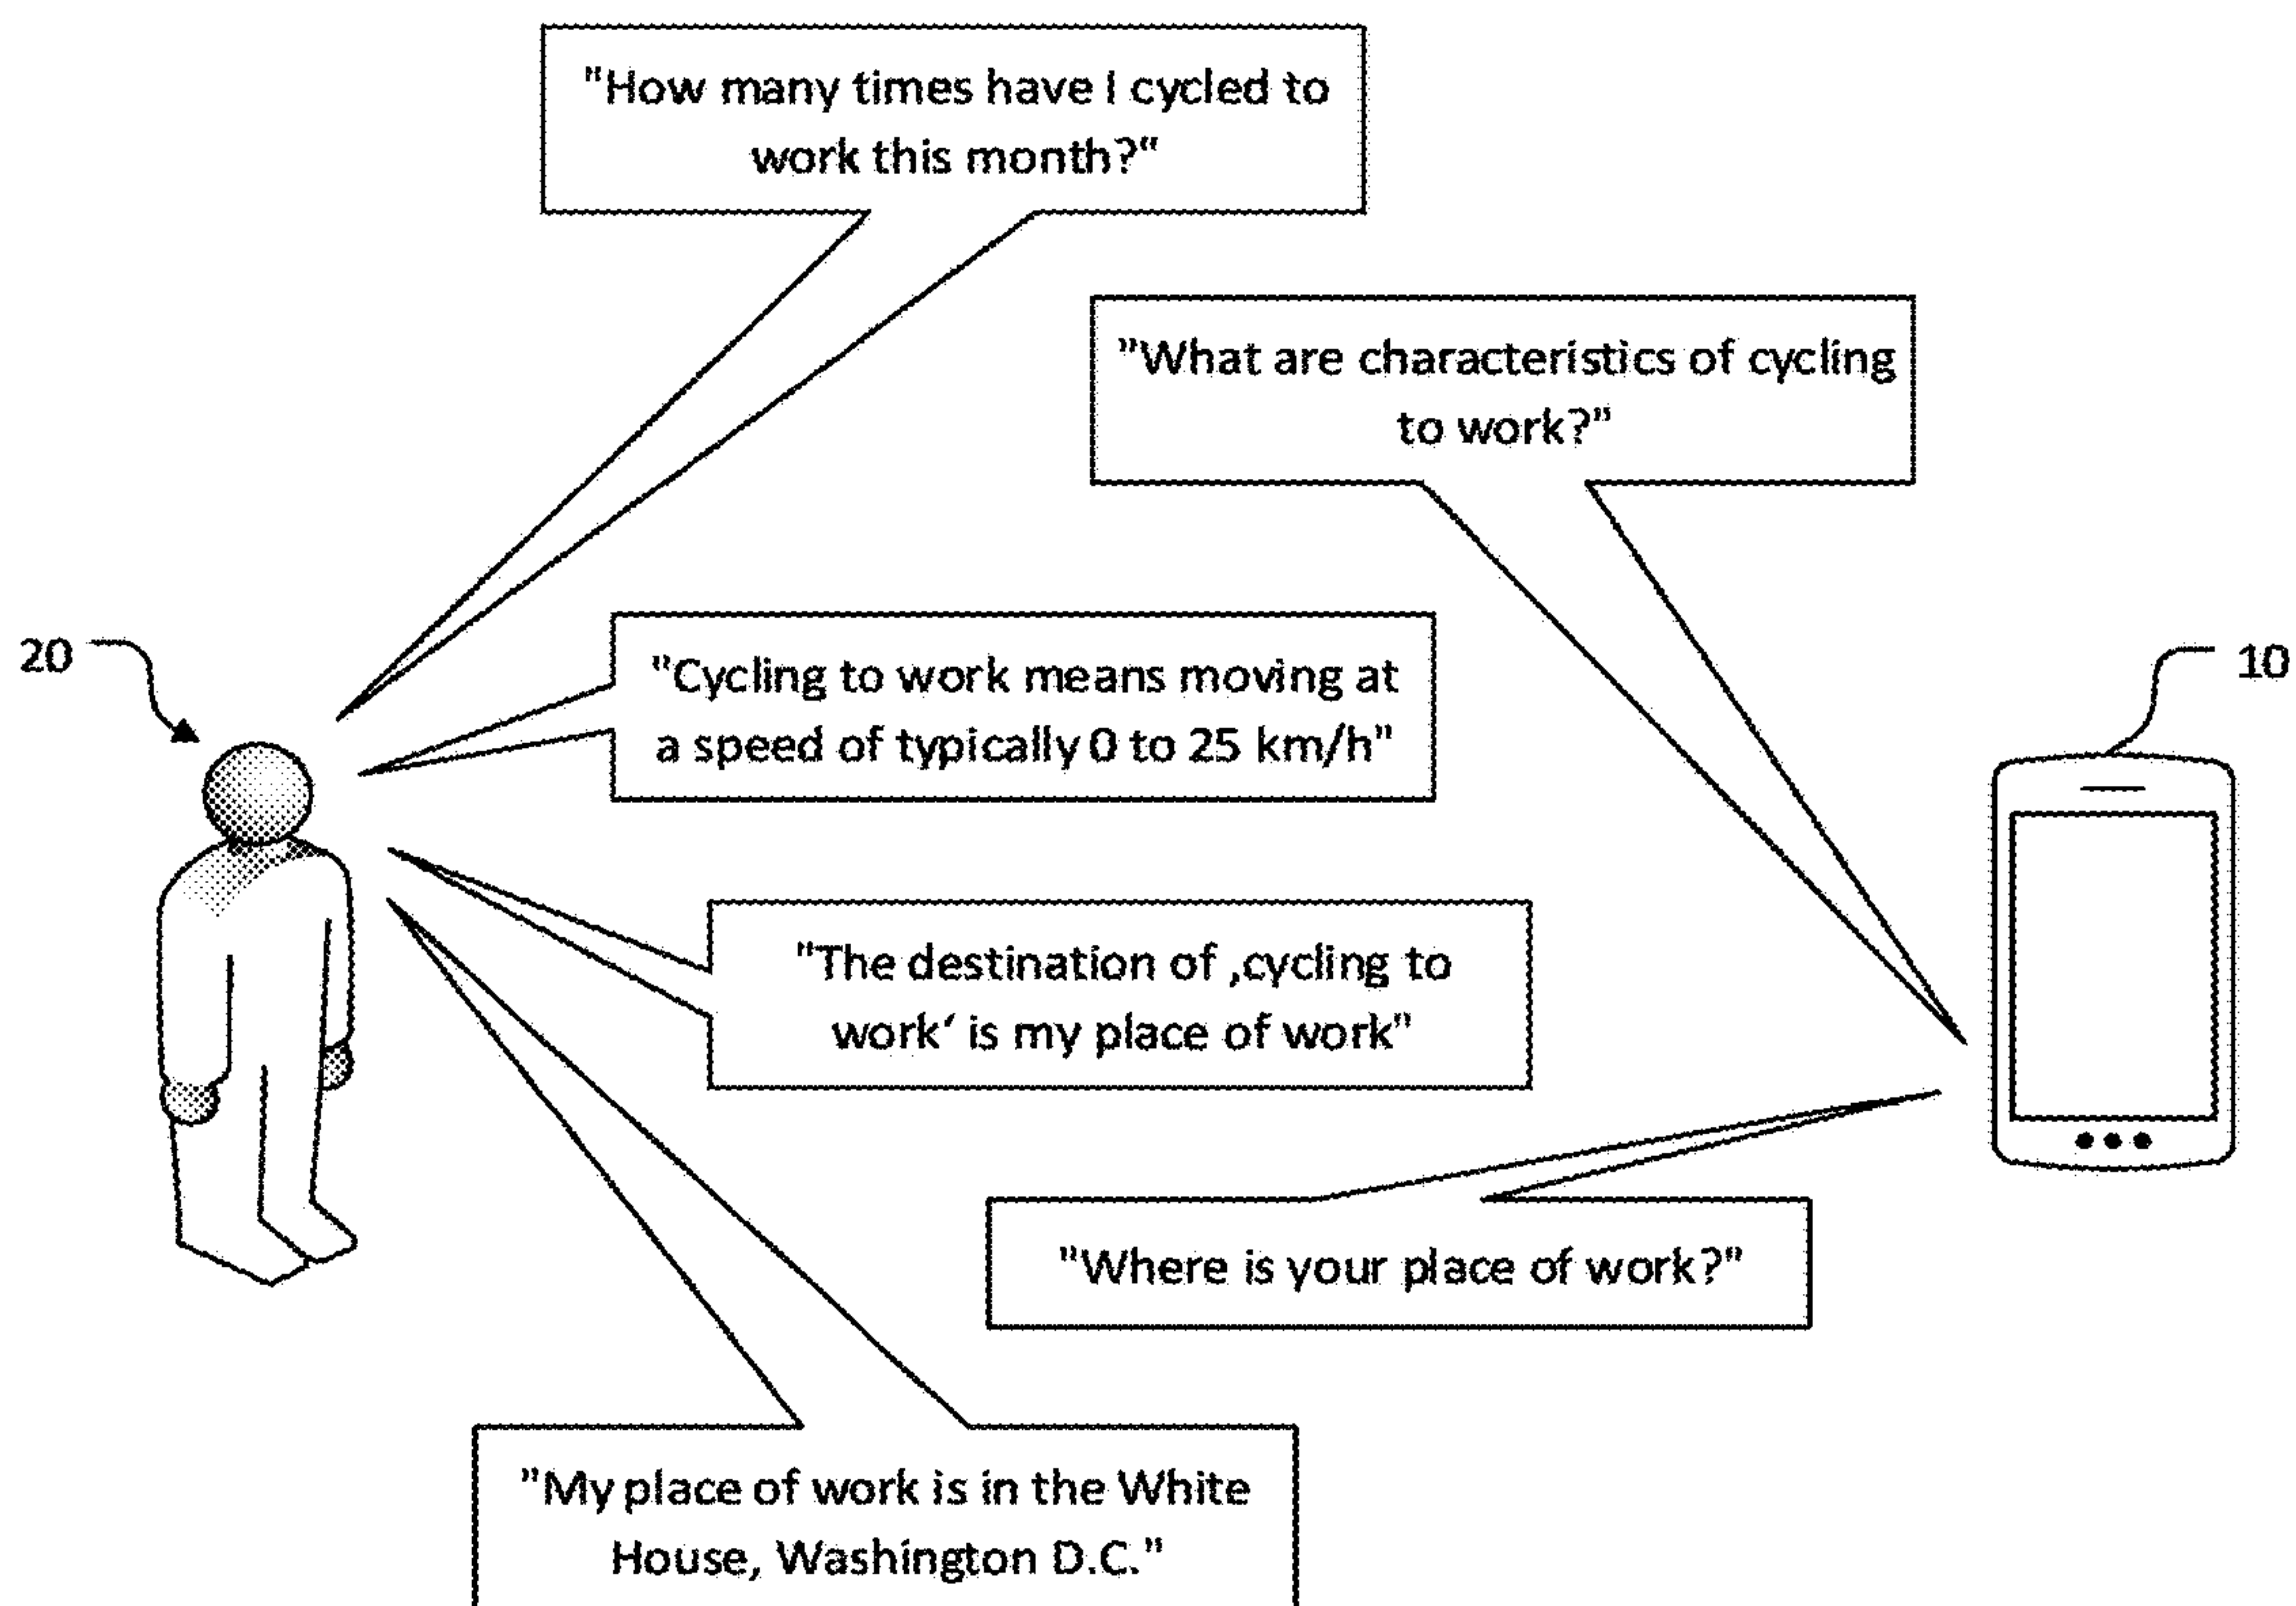 "How many times have I cycled to
work this month?"
"What are characteristics of cycling
to work?"
20
"Cycling to work means moving at
a speed of typically 0 to 25 km/h"
10
"The destination of ‚cycling to
work‘ is my place of work"
"Where is your place of work?"
"My place of work is in the White
House, Washington D.C."